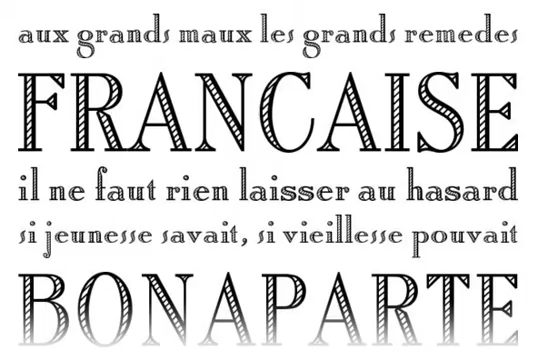 aux grands maux les grands remedes
FRANCAISE
il ne faut rien laisser au hasard
si jeunesse savait, si vieillesse pouvait
BONAPARTE